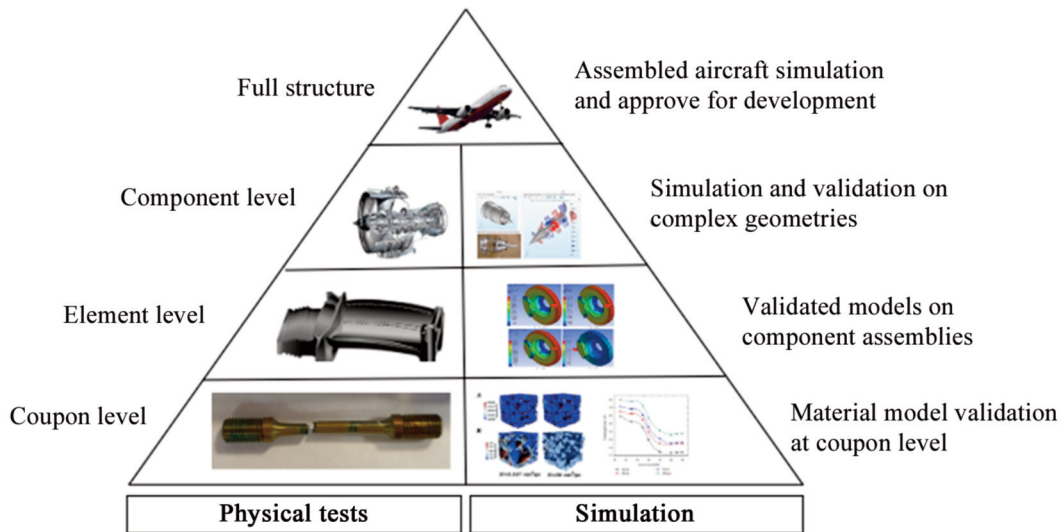 Full structure
Assembled aircraft simulation
and approve for development
Component level
Simulation and validation on
complex geometries
Element level
Validated models on
component assemblies
Coupon level
Material model validation
at coupon level
Physical tests
Simulation